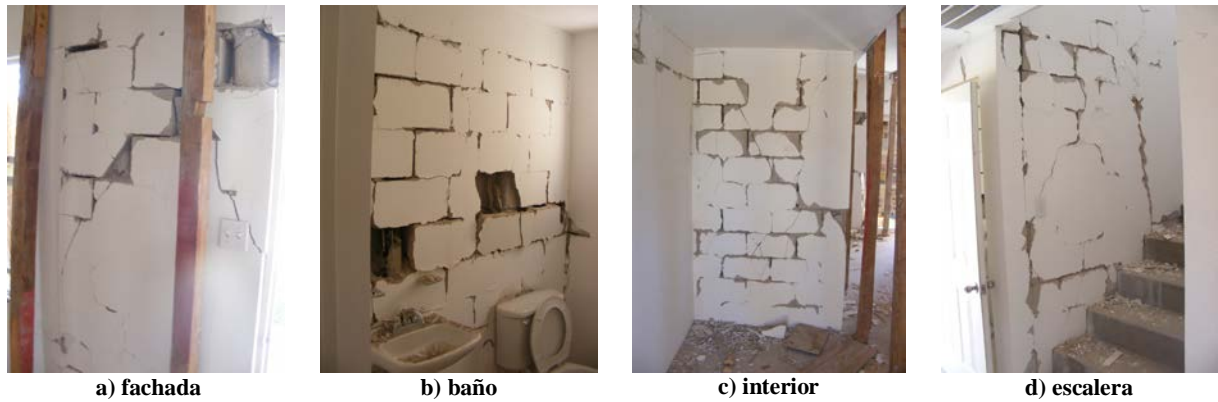 a) fachada
b) baño
c) interior
d) escalera